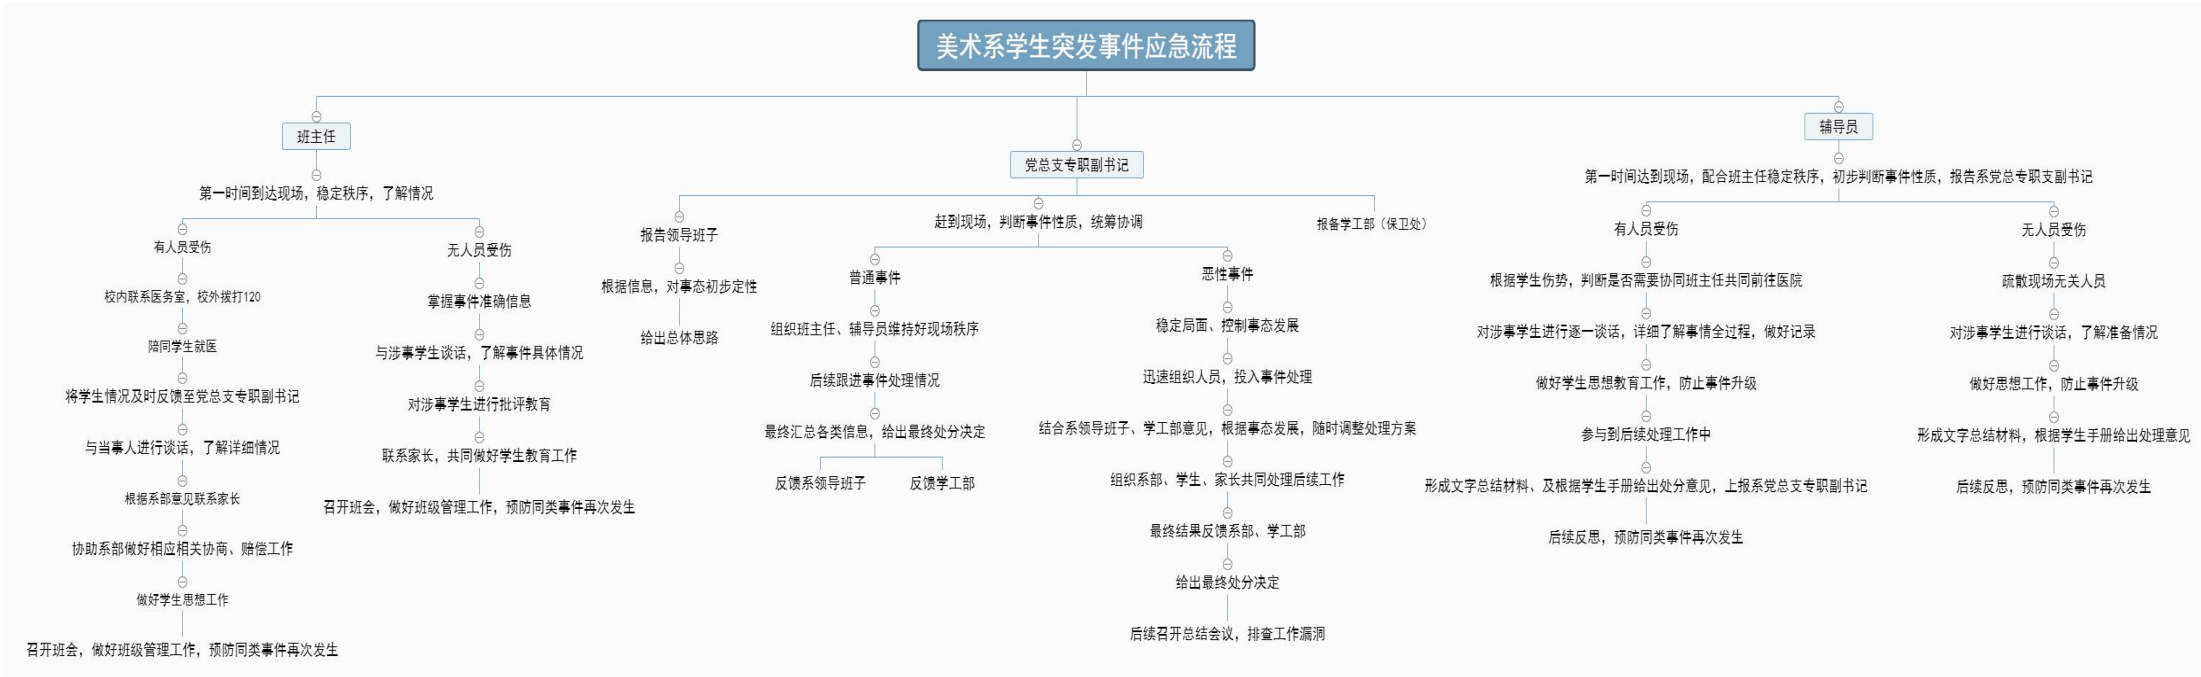 美术系学生突发事件应急流程
班主任
第一时间到达现场，稳定秩序，了解情况
有人员受伤
校内联系医务室，校外拨打120
陪同学生就医
将学生情况及时反馈至党总支专职副书记
与当事人进行谈话，了解详细情况
根据系部意见联系家长
协助系部做好相应相关协商、赔偿工作
做好学生思想工作
召开班会，做好班级管理工作，预防同类事件再次发生
无人员受伤
掌握事件准确信息
与涉事学生谈话，了解事件具体情况
对涉事学生进行批评教育
联系家长，共同做好学生教育工作
召开班会，做好班级管理工作，预防同类事件再次发生
党总支专职副书记
报告领导班子
根据信息，对事态初步定性
给出总体思路
赶到现场，判断事件性质，统筹协调
普通事件
组织班主任、辅导员维持好现场秩序
后续跟进事件处理情况
最终汇总各类信息，给出最终处分决定
反馈系领导班子
反馈学工部
恶性事件
稳定局面、控制事态发展
迅速组织人员，投入事件处理
结合系领导班子、学工部意见，根据事态发展，随时调整处理方案
组织系部、学生、家长共同处理后续工作
最终结果反馈系部、学工部
给出最终处分决定
后续召开总结会议，排查工作漏洞
报备学工部（保卫处）
辅导员
第一时间达到现场，配合班主任稳定秩序，初步判断事件性质，报告系党总专职支副书记
有人员受伤
根据学生伤势，判断是否需要协同班主任共同前往医院
对涉事学生进行逐一谈话，详细了解事情全过程，做好记录
做好学生思想教育工作，防止事件升级
参与到后续处理工作中
形成文字总结材料、及根据学生手册给出处分意见，上报系党总支专职副书记
后续反思，预防同类事件再次发生
无人员受伤
疏散现场无关人员
对涉事学生进行谈话，了解准备情况
做好思想工作，防止事件升级
形成文字总结材料，根据学生手册给出处理意见
后续反思，预防同类事件再次发生